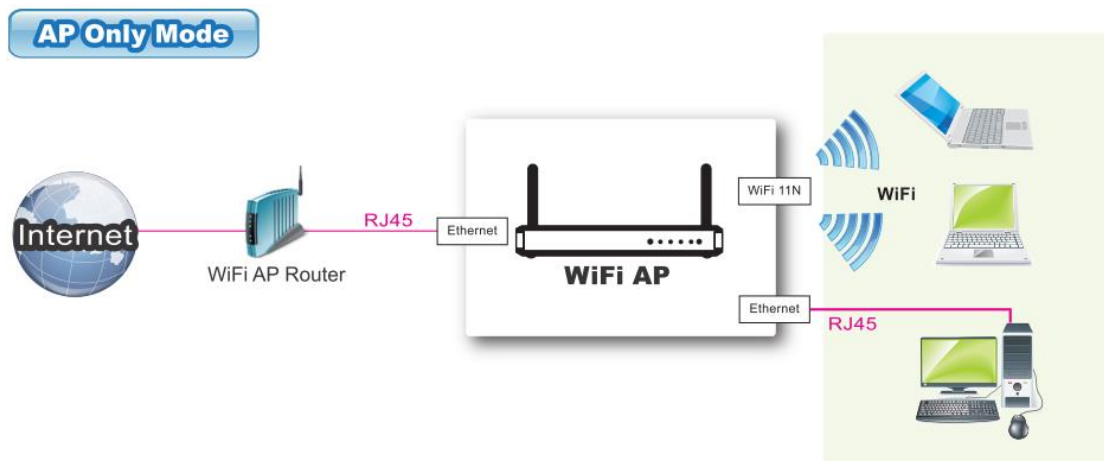 AP Only Mode
Internet
WiFi AP Router
RJ45
Ethernet
WiFi AP
WiFi 11N
WiFi
Ethernet
RJ45